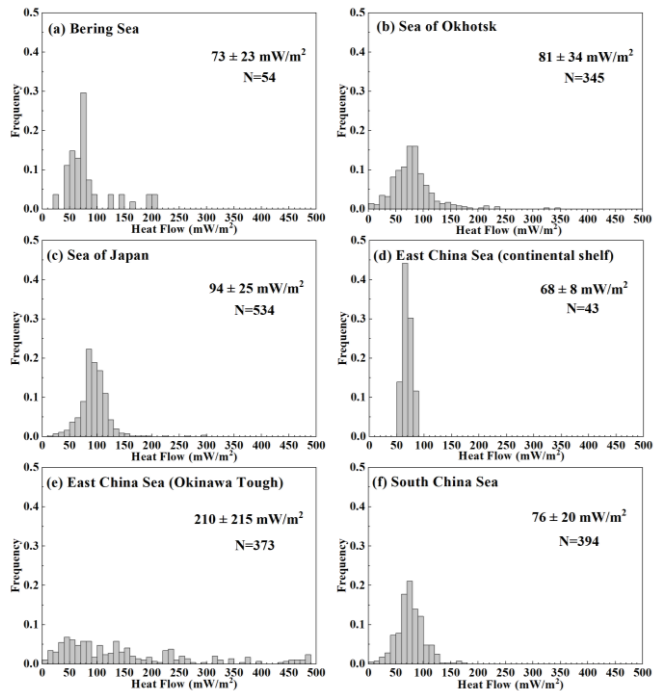 (a) Bering Sea
73 ± 23 mW/m²
N=54
Frequency
0.5
0.4
0.3
0.2
0.1
0.0
0 50 100 150 200 250 300 350 400 450 500
Heat Flow (mW/m²)
(b) Sea of Okhotsk
81 ± 34 mW/m²
N=345
Frequency
0.5
0.4
0.3
0.2
0.1
0.0
0 50 100 150 200 250 300 350 400 450 500
Heat Flow (mW/m²)
(c) Sea of Japan
94 ± 25 mW/m²
N=534
Frequency
0.5
0.4
0.3
0.2
0.1
0.0
0 50 100 150 200 250 300 350 400 450 500
Heat Flow (mW/m²)
(d) East China Sea (continental shelf)
68 ± 8 mW/m²
N=43
Frequency
0.5
0.4
0.3
0.2
0.1
0.0
0 50 100 150 200 250 300 350 400 450 500
Heat Flow (mW/m²)
(e) East China Sea (Okinawa Tough)
210 ± 215 mW/m²
N=373
Frequency
0.5
0.4
0.3
0.2
0.1
0.0
0 50 100 150 200 250 300 350 400 450 500
Heat Flow (mW/m²)
(f) South China Sea
76 ± 20 mW/m²
N=394
Frequency
0.5
0.4
0.3
0.2
0.1
0.0
0 50 100 150 200 250 300 350 400 450 500
Heat Flow (mW/m²)